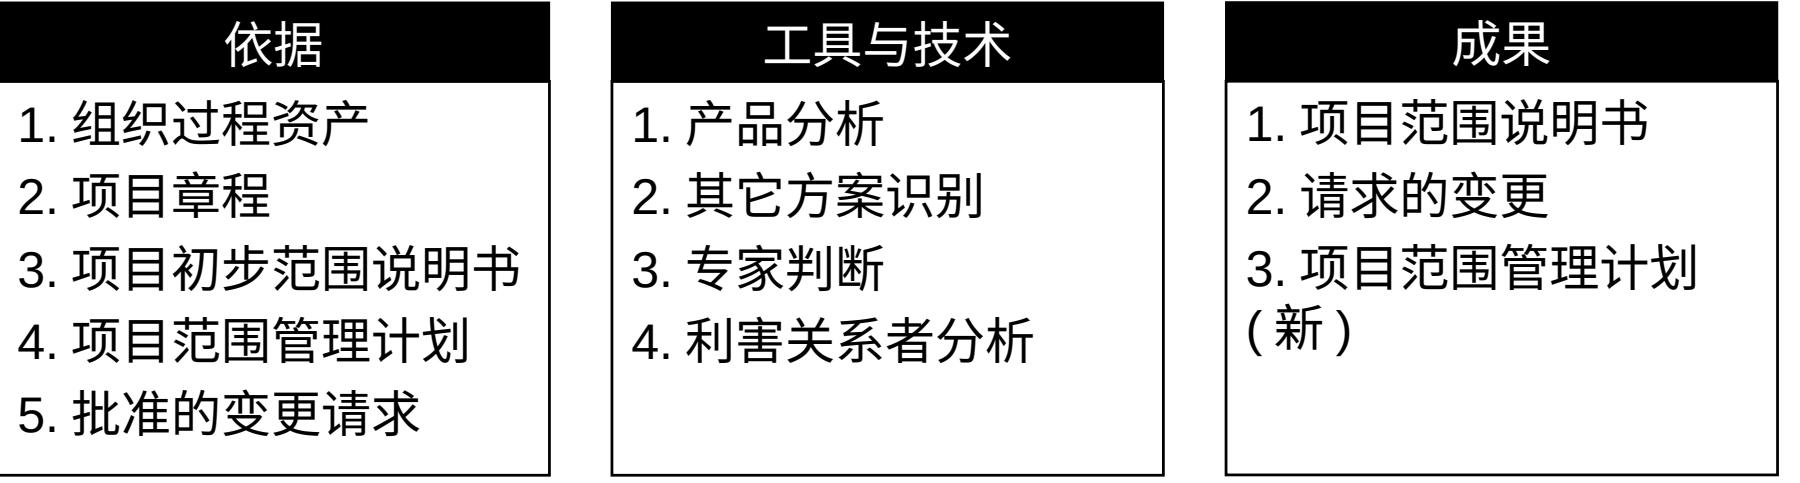 依据
1. 组织过程资产
2. 项目章程
3. 项目初步范围说明书
4. 项目范围管理计划
5. 批准的变更请求
工具与技术
1. 产品分析
2. 其它方案识别
3. 专家判断
4. 利害关系者分析
成果
1. 项目范围说明书
2. 请求的变更
3. 项目范围管理计划
( 新 )